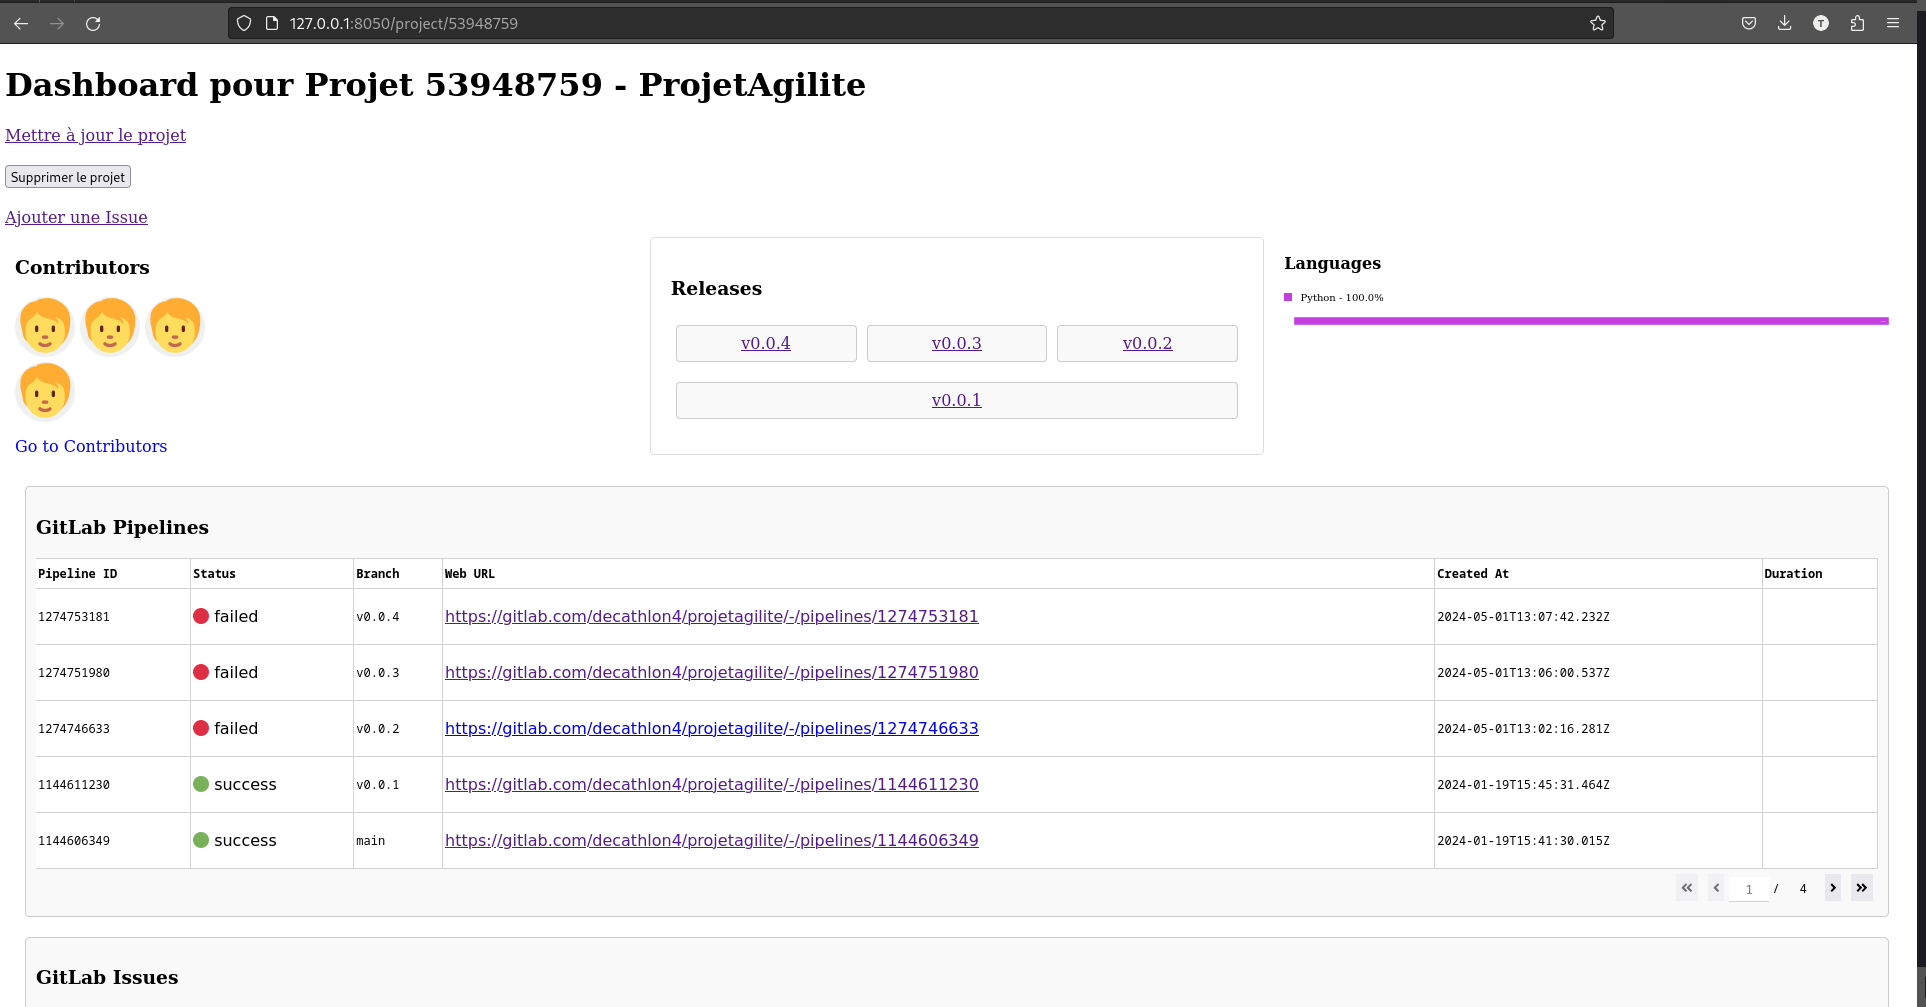 127.0.0.1:8050/project/53948759
T
Dashboard pour Projet 53948759 - ProjetAgilite
Mettre à jour le projet
Supprimer le projet
Ajouter une Issue
Contributors
Go to Contributors
Releases
v0.0.4 v0.0.3 v0.0.2
v0.0.1
Languages
Python - 100.0%
GitLab Pipelines
Pipeline ID Status Branch Web URL Created At Duration
1274753181 failed v0.0.4 https://gitlab.com/decathlon4/projetagilite/-/pipelines/1274753181 2024-05-01T13:07:42.232Z
1274751980 failed v0.0.3 https://gitlab.com/decathlon4/projetagilite/-/pipelines/1274751980 2024-05-01T13:06:00.537Z
1274746633 failed v0.0.2 https://gitlab.com/decathlon4/projetagilite/-/pipelines/1274746633 2024-05-01T13:02:16.281Z
1144611230 success v0.0.1 https://gitlab.com/decathlon4/projetagilite/-/pipelines/1144611230 2024-01-19T15:45:31.464Z
1144606349 success main https://gitlab.com/decathlon4/projetagilite/-/pipelines/1144606349 2024-01-19T15:41:30.015Z
1 / 4
GitLab Issues